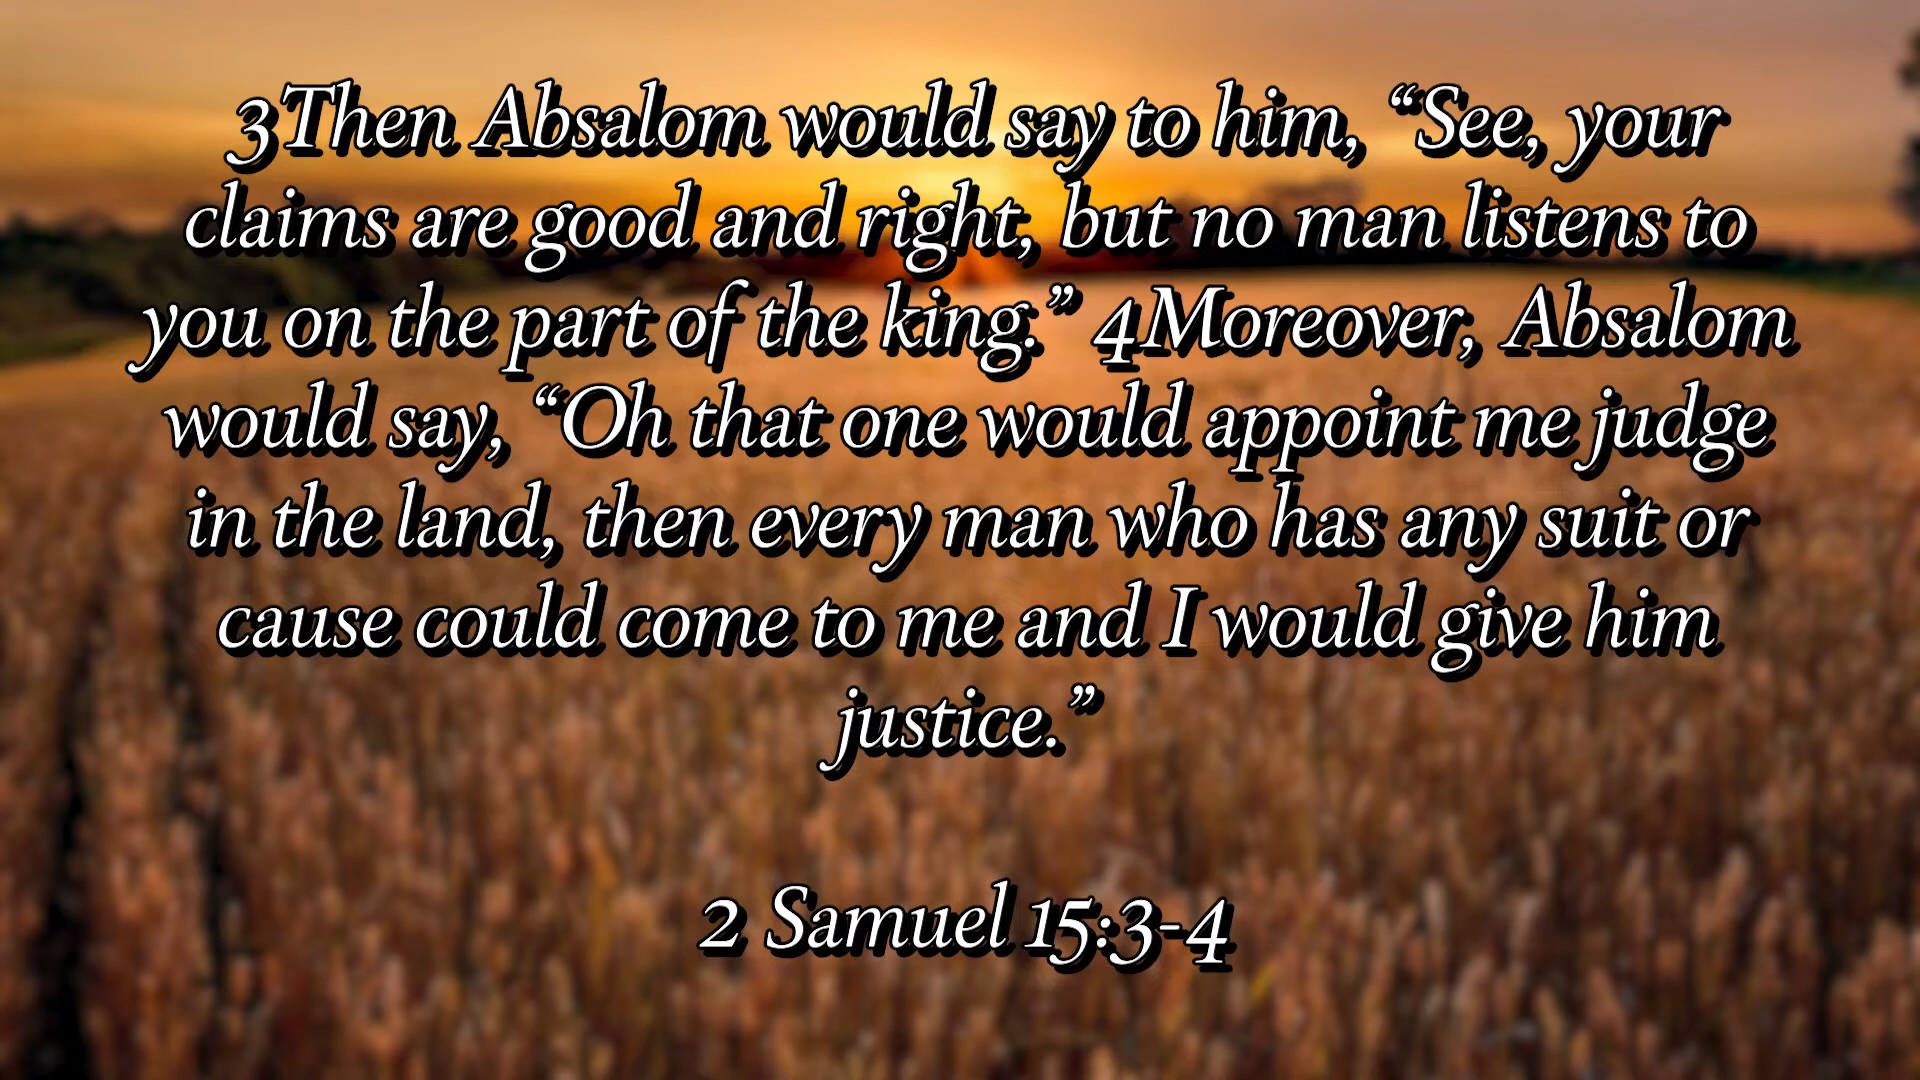 3Then Absalom would say to him, “See, your
claims are good and right, but no man listens to
you on the part of the king.” 4Moreover, Absalom
would say, “Oh that one would appoint me judge
in the land, then every man who has any suit or
cause could come to me and I would give him
justice.”
2 Samuel 15:3-4